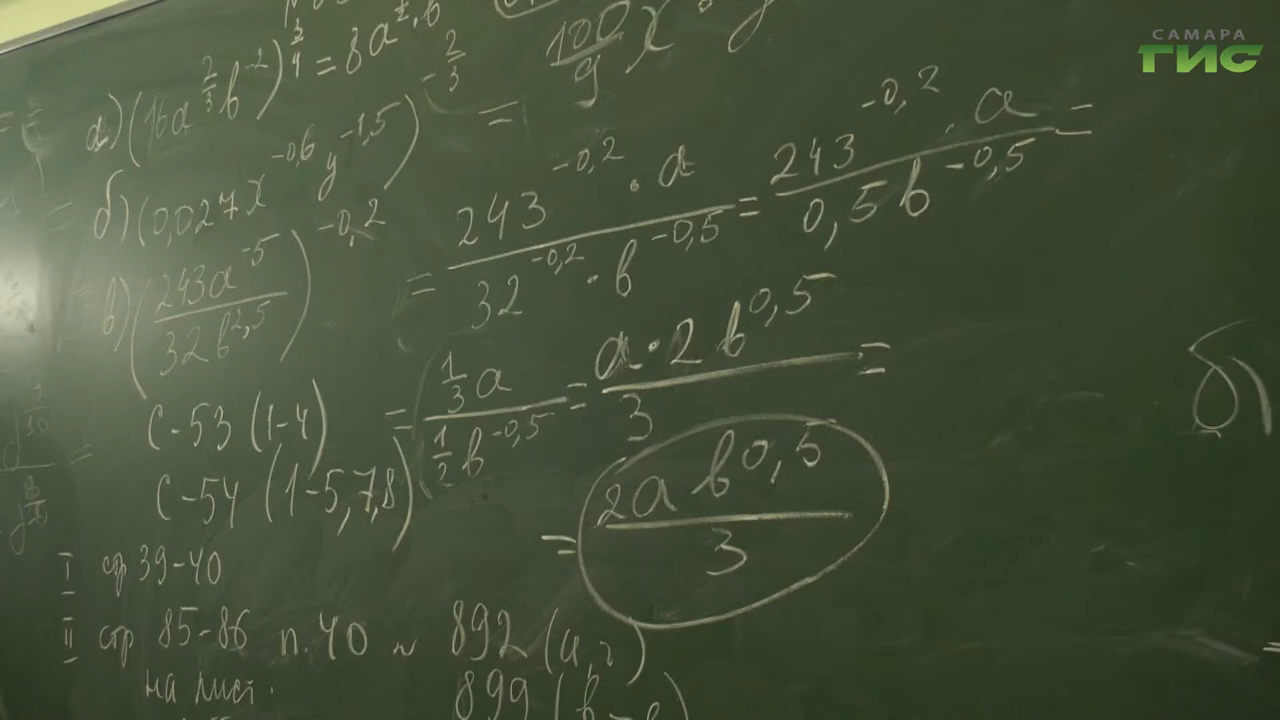 САМАРА
ГИС
а) (16a^{2/3} b^{-2})^{3/4} = 8a^{2}·b
б) (0,027x^{-0,6} y^{-1,5})^{-2/3} = 100/9 x y
в) (243a^{-5} / 32b^{2,5})^{-0,2} = 243^{-0,2} · a / 32^{-0,2} · b^{-0,5} = 243^{-0,2} · a / 0,5b^{-0,5} =
= 1/3 a / 1/2 b^{-0,5} = a · 2b^{0,5} / 3 =
= 2ab^{0,5} / 3
С-53 (1-4)
С-54 (1-5,7,8)
I стр 39-40
II стр 85-86 п.40 ~ 892 (а,г)
на лист. 899 (в-е)